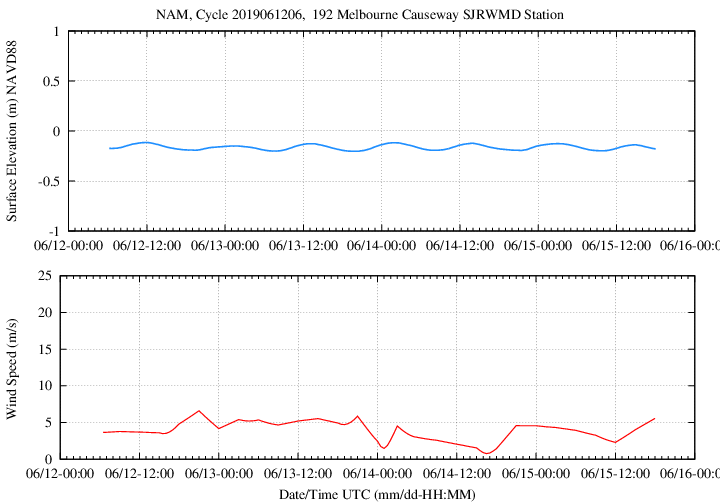 NAM, Cycle 2019061206, 192 Melbourne Causeway SJRWMD Station
Surface Elevation (m) NAVD88
1
0.5
0
-0.5
-1
06/12-00:00 06/12-12:00 06/13-00:00 06/13-12:00 06/14-00:00 06/14-12:00 06/15-00:00 06/15-12:00 06/16-0
Wind Speed (m/s)
25
20
15
10
5
0
06/12-00:00 06/12-12:00 06/13-00:00 06/13-12:00 06/14-00:00 06/14-12:00 06/15-00:00 06/15-12:00 06/16-0
Date/Time UTC (mm/dd-HH:MM)